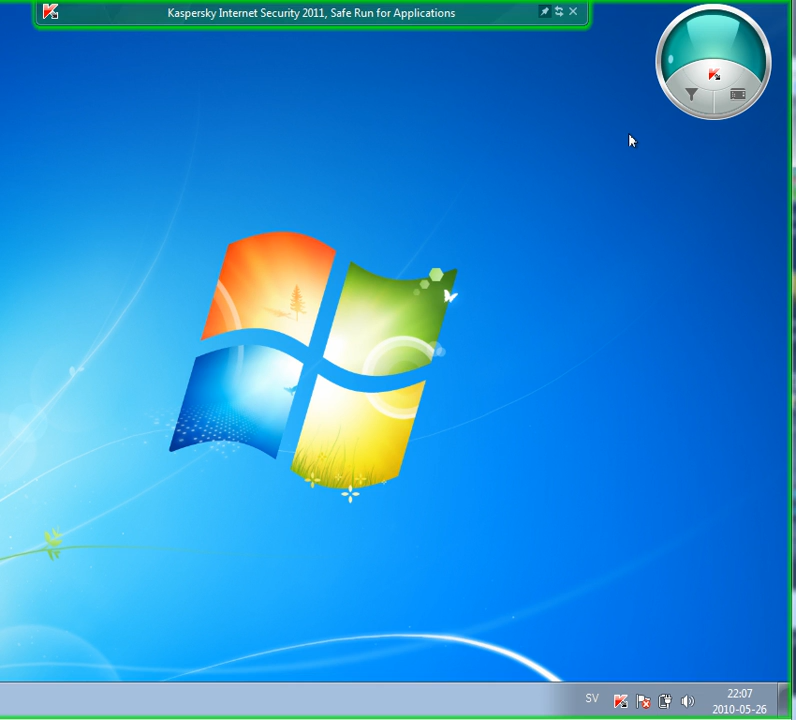 Kaspersky Internet Security 2011, Safe Run for Applications
SV
22:07
2010-05-26